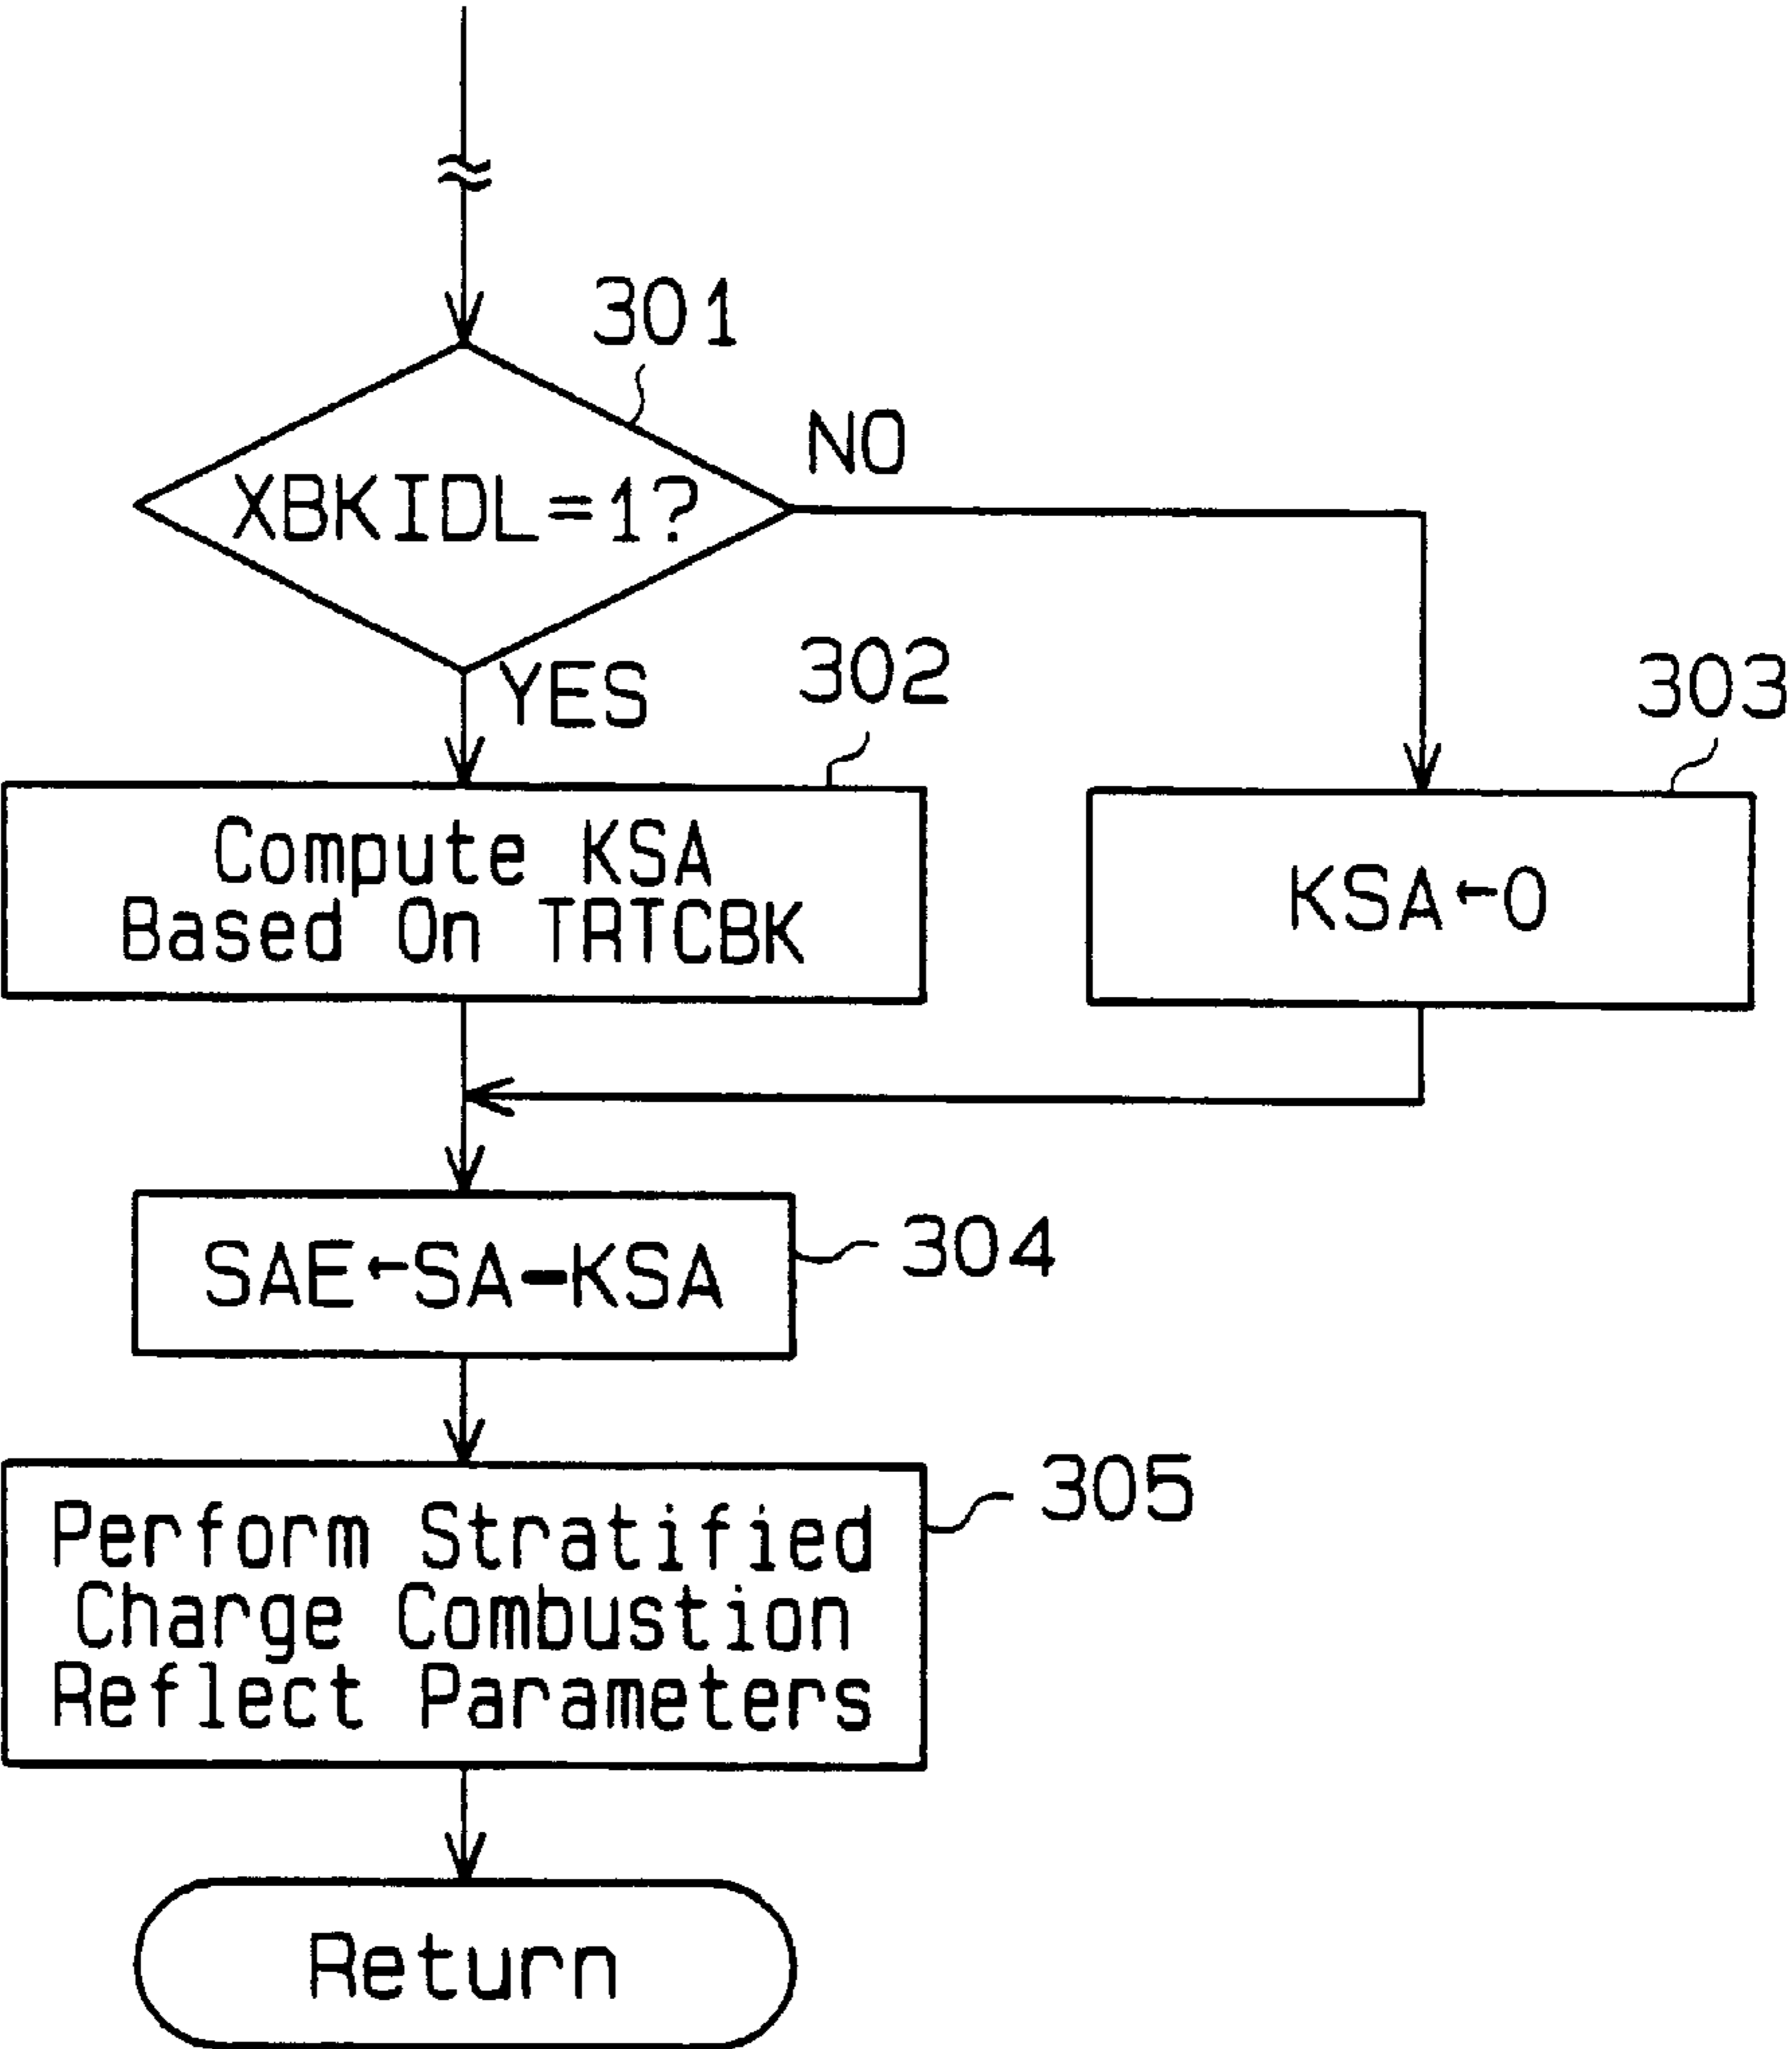 301
XBKIDL=1?
NO
YES
302
303
Compute KSA
Based On TRTCBK
KSA←0
SAE←SA-KSA
304
Perform Stratified
Charge Combustion
Reflect Parameters
305
Return